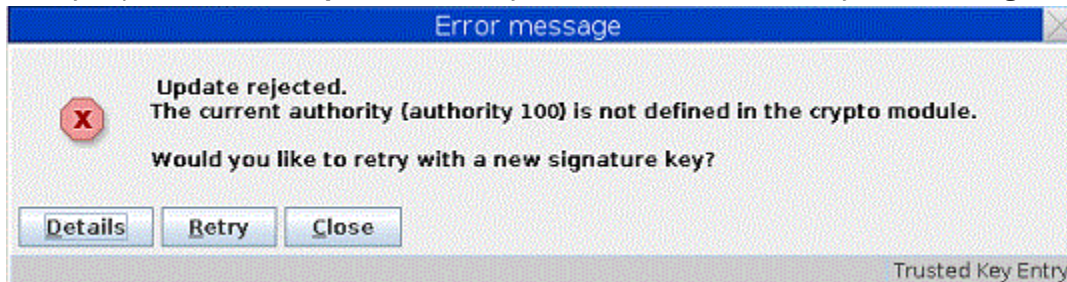 Error message
Update rejected.
The current authority (authority 100) is not defined in the crypto module.
Would you like to retry with a new signature key?
Details Retry Close
Trusted Key Entry